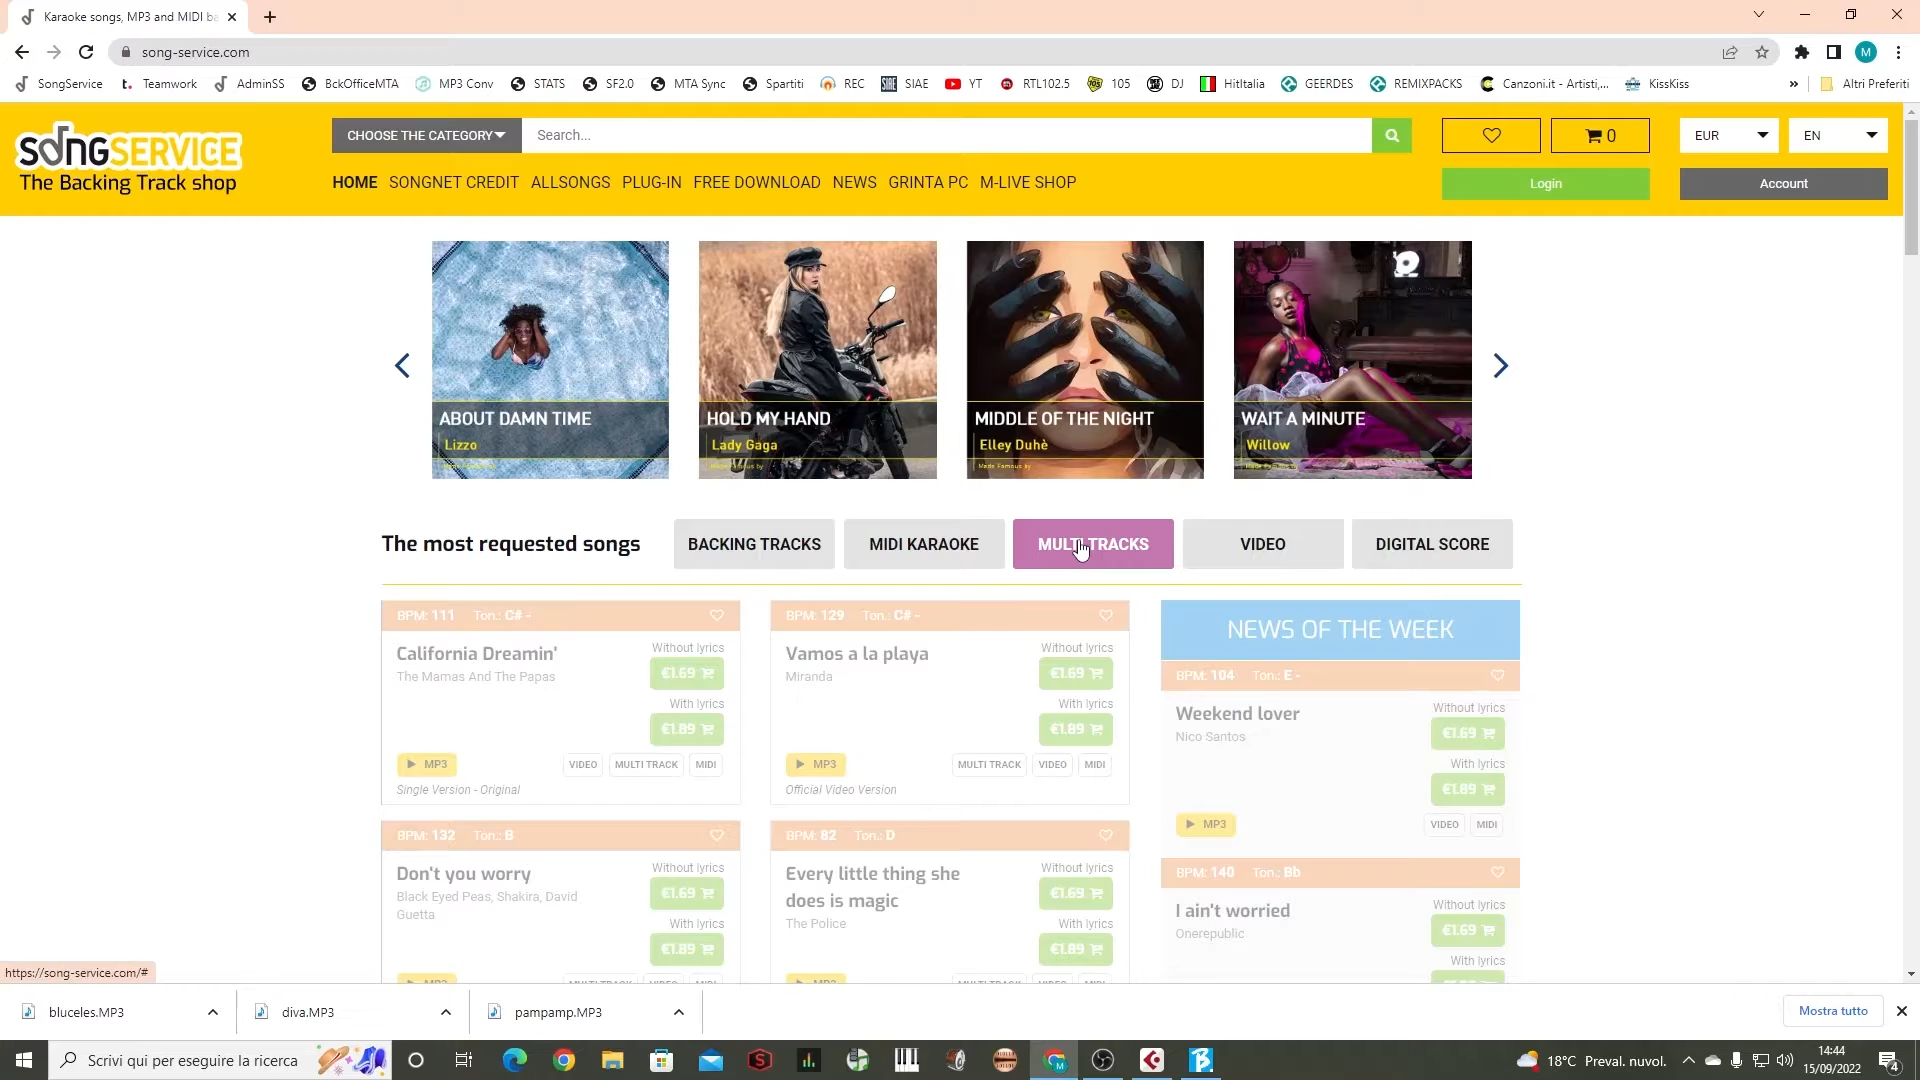 Karaoke songs, MP3 and MIDI ba
song-service.com
M
SongService
Teamwork
AdminSS
BckOfficeMTA
MP3 Conv
STATS
SF2.0
MTA Sync
Spartiti
REC
SIAE
YT
RTL102.5
105
DJ
HitItalia
GEERDES
REMIXPACKS
Canzoni.it - Artisti,...
KissKiss
»
Altri Preferiti
SONGSERVICE
The Backing Track shop
CHOOSE THE CATEGORY
Search...
0
EUR
EN
HOME SONGNET CREDIT ALLSONGS PLUG-IN FREE DOWNLOAD NEWS GRINTA PC M-LIVE SHOP
Login
Account
ABOUT DAMN TIME
Lizzo
HOLD MY HAND
Lady Gaga
Made Famous by
MIDDLE OF THE NIGHT
Elley Duhè
Made Famous by
WAIT A MINUTE
Willow
Made Famous by
The most requested songs
BACKING TRACKS
MIDI KARAOKE
MULTI TRACKS
VIDEO
DIGITAL SCORE
BPM: 111 Ton.: C# -
California Dreamin'
The Mamas And The Papas
Without lyrics
€1.69
With lyrics
€1.89
MP3
VIDEO
MULTI TRACK
MIDI
Single Version - Original
BPM: 129 Ton.: C# -
Vamos a la playa
Miranda
Without lyrics
€1.69
With lyrics
€1.89
MP3
MULTI TRACK
VIDEO
MIDI
Official Video Version
NEWS OF THE WEEK
BPM: 104 Ton.: E -
Weekend lover
Nico Santos
Without lyrics
€1.69
With lyrics
€1.89
MP3
VIDEO
MIDI
BPM: 132 Ton.: B
Don't you worry
Black Eyed Peas, Shakira, David
Guetta
Without lyrics
€1.69
With lyrics
€1.89
BPM: 82 Ton.: D
Every little thing she
does is magic
The Police
Without lyrics
€1.69
With lyrics
€1.89
BPM: 140 Ton.: Bb
I ain't worried
Onerepublic
Without lyrics
€1.69
With lyrics
https://song-service.com/#
bluceles.MP3
diva.MP3
pampamp.MP3
Mostra tutto
Scrivi qui per eseguire la ricerca
18°C Preval. nuvol.
14:44
15/09/2022
4